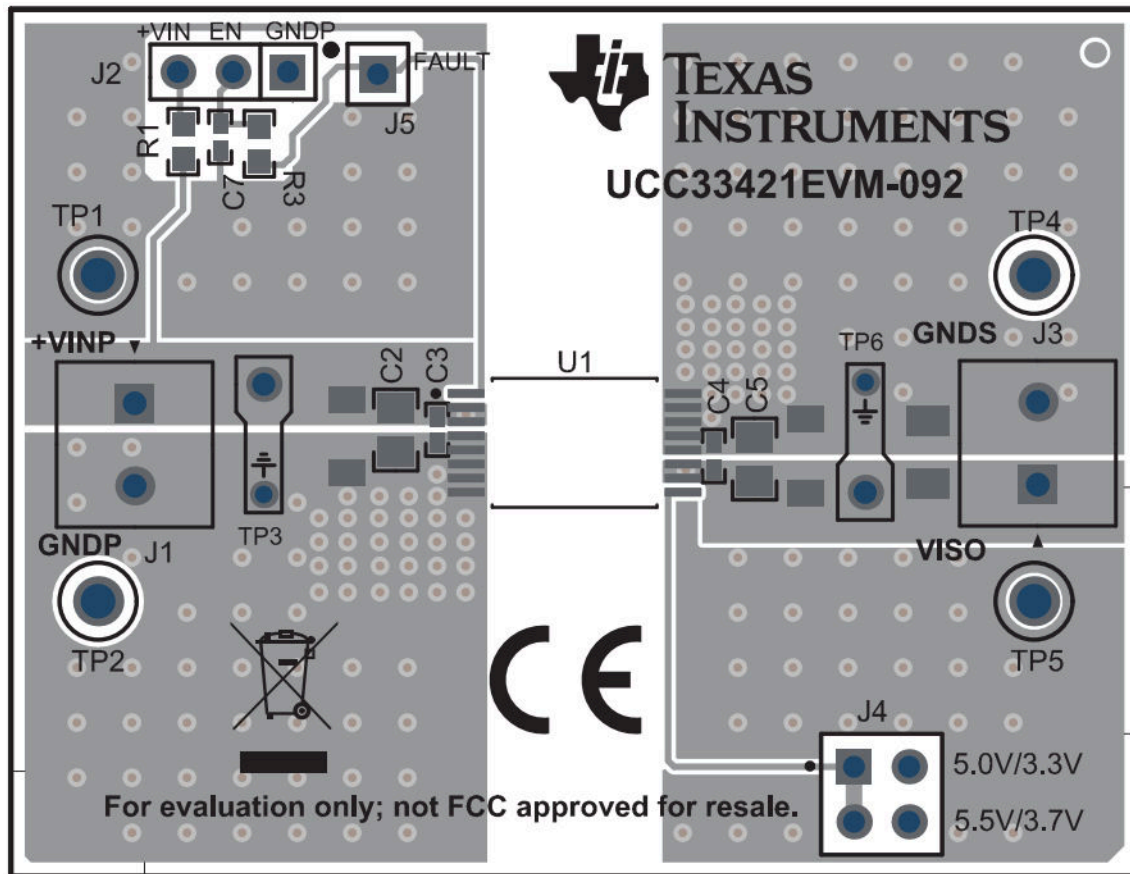 +VIN EN GNDP
J2
FAULT
J5
R1
C7
R3
TEXAS
INSTRUMENTS
UCC33421EVM-092
TP1
TP4
+VINP
GNDS
J3
TP6
U1
C2
C3
C4
C5
TP3
GNDP
J1
VISO
TP2
TP5
CE
J4
5.0V/3.3V
5.5V/3.7V
For evaluation only; not FCC approved for resale.